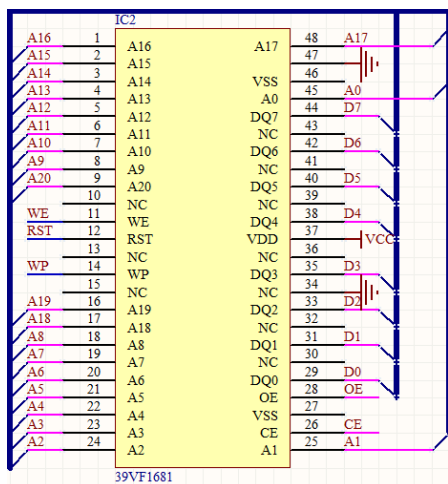 IC2
A16 1 A16 A17 48 A17
A15 2 A15 47
A14 3 A14 VSS 46
A13 4 A13 A0 45 A0
A12 5 A12 DQ7 44 D7
A11 6 A11 NC 43
A10 7 A10 DQ6 42 D6
A9 8 A9 NC 41
A20 9 A20 DQ5 40 D5
10 NC NC 39
WE 11 WE DQ4 38 D4
RST 12 RST VDD 37 VCC
13 NC NC 36
WP 14 WP DQ3 35 D3
15 NC NC 34
A19 16 A19 DQ2 33 D2
A18 17 A18 NC 32
A8 18 A8 DQ1 31 D1
A7 19 A7 NC 30
A6 20 A6 DQ0 29 D0
A5 21 A5 OE 28 OE
A4 22 A4 VSS 27
A3 23 A3 CE 26 CE
A2 24 A2 A1 25 A1
39VF1681